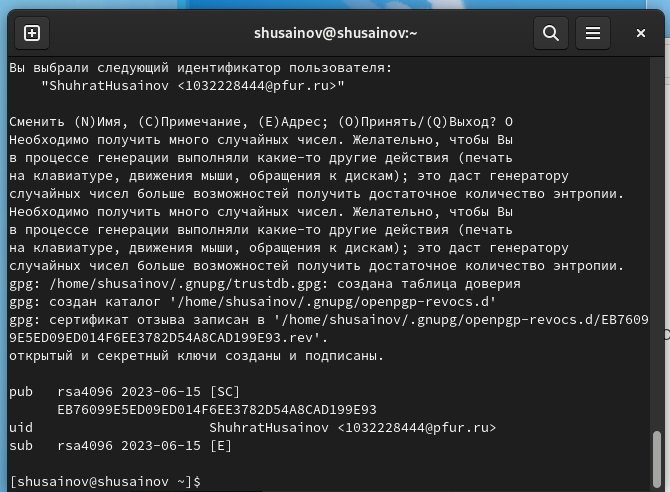 shusainov@shusainov:~
Вы выбрали следующий идентификатор пользователя:
"ShuhratHusainov <1032228444@pfur.ru>"
Сменить (N)Имя, (C)Примечание, (E)Адрес; (O)Принять/(Q)Выход? O
Необходимо получить много случайных чисел. Желательно, чтобы Вы
в процессе генерации выполняли какие-то другие действия (печать
на клавиатуре, движения мыши, обращения к дискам); это даст генератору
случайных чисел больше возможностей получить достаточное количество энтропии.
Необходимо получить много случайных чисел. Желательно, чтобы Вы
в процессе генерации выполняли какие-то другие действия (печать
на клавиатуре, движения мыши, обращения к дискам); это даст генератору
случайных чисел больше возможностей получить достаточное количество энтропии.
gpg: /home/shusainov/.gnupg/trustdb.gpg: создана таблица доверия
gpg: создан каталог '/home/shusainov/.gnupg/openpgp-revocs.d'
gpg: сертификат отзыва записан в '/home/shusainov/.gnupg/openpgp-revocs.d/EB7609
9E5ED09ED014F6EE3782D54A8CAD199E93.rev'.
открытый и секретный ключи созданы и подписаны.
pub   rsa4096 2023-06-15 [SC]
EB76099E5ED09ED014F6EE3782D54A8CAD199E93
uid                      ShuhratHusainov <1032228444@pfur.ru>
sub   rsa4096 2023-06-15 [E]
[shusainov@shusainov ~]$